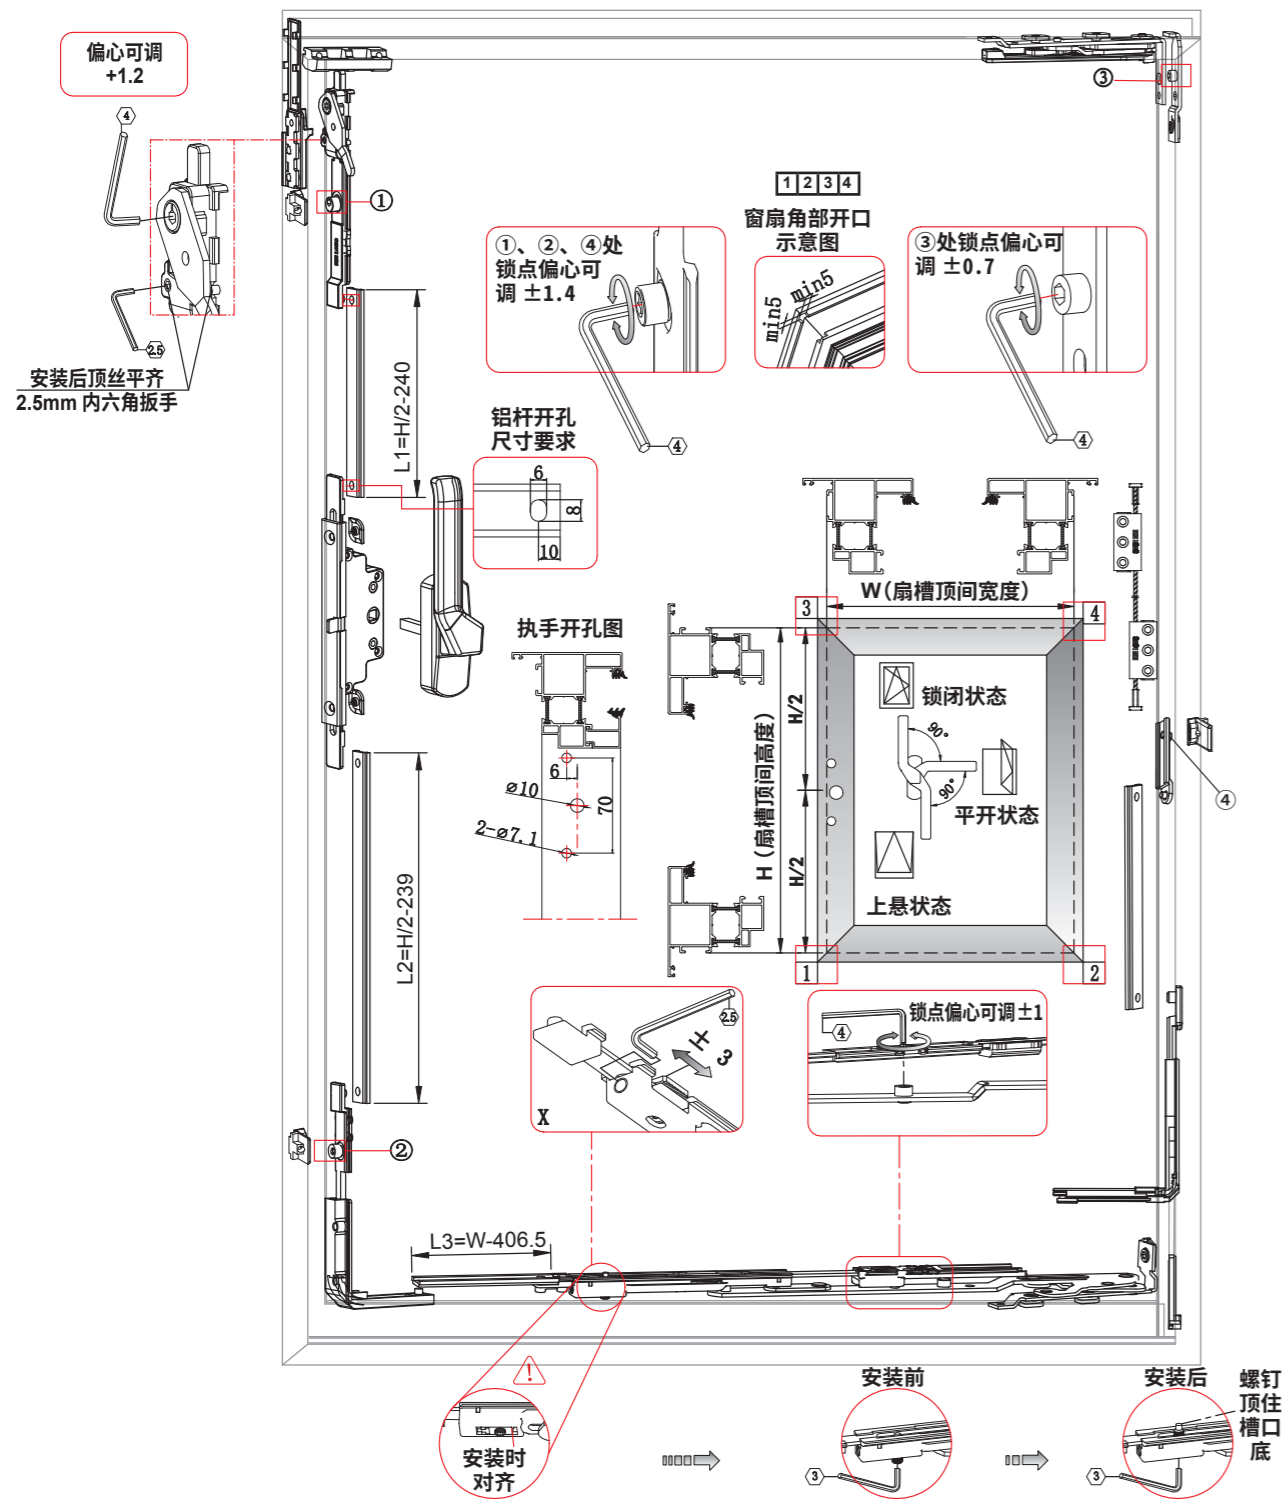 偏心可调
+1.2
4
2.5
安装后顶丝平齐
2.5mm 内六角扳手
①
③
1 2 3 4
窗扇角部开口
示意图
min5
min5
①、②、④处
锁点偏心可
调 ±1.4
4
③处锁点偏心可
调 ±0.7
4
L1=H/2-240
铝杆开孔
尺寸要求
6
8
10
执手开孔图
6
⌀10
70
2-⌀7.1
W(扇槽顶间宽度)
3
4
H(扇槽顶间高度)
H/2
H/2
锁闭状态
90°
90°
平开状态
上悬状态
1
2
④
L2=H/2-239
2.5
± 3
X
锁点偏心可调±1
4
②
L3=W-406.5
!
安装时
对齐
安装前
3
安装后
3
螺钉
顶住
槽口
底